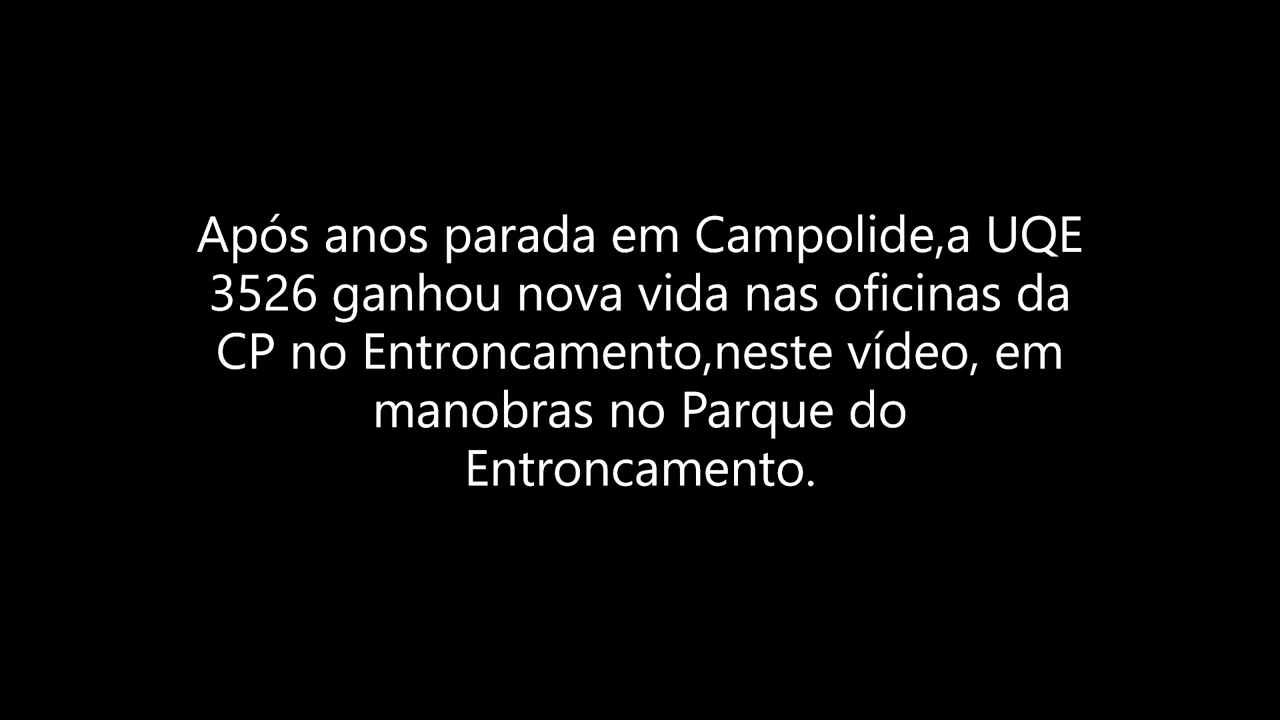 Após anos parada em Campolide,a UQE
3526 ganhou nova vida nas oficinas da
CP no Entroncamento,neste vídeo, em
manobras no Parque do
Entroncamento.